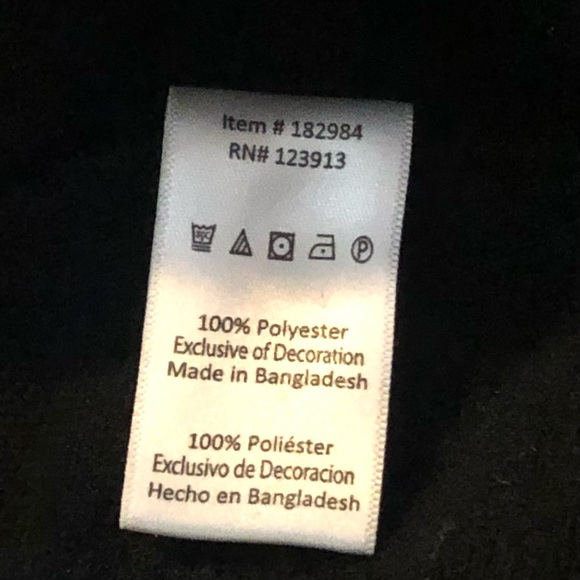 Item # 182984
RN# 123913
P
100% Polyester
Exclusive of Decoration
Made in Bangladesh
100% Poliéster
Exclusivo de Decoracion
Hecho en Bangladesh